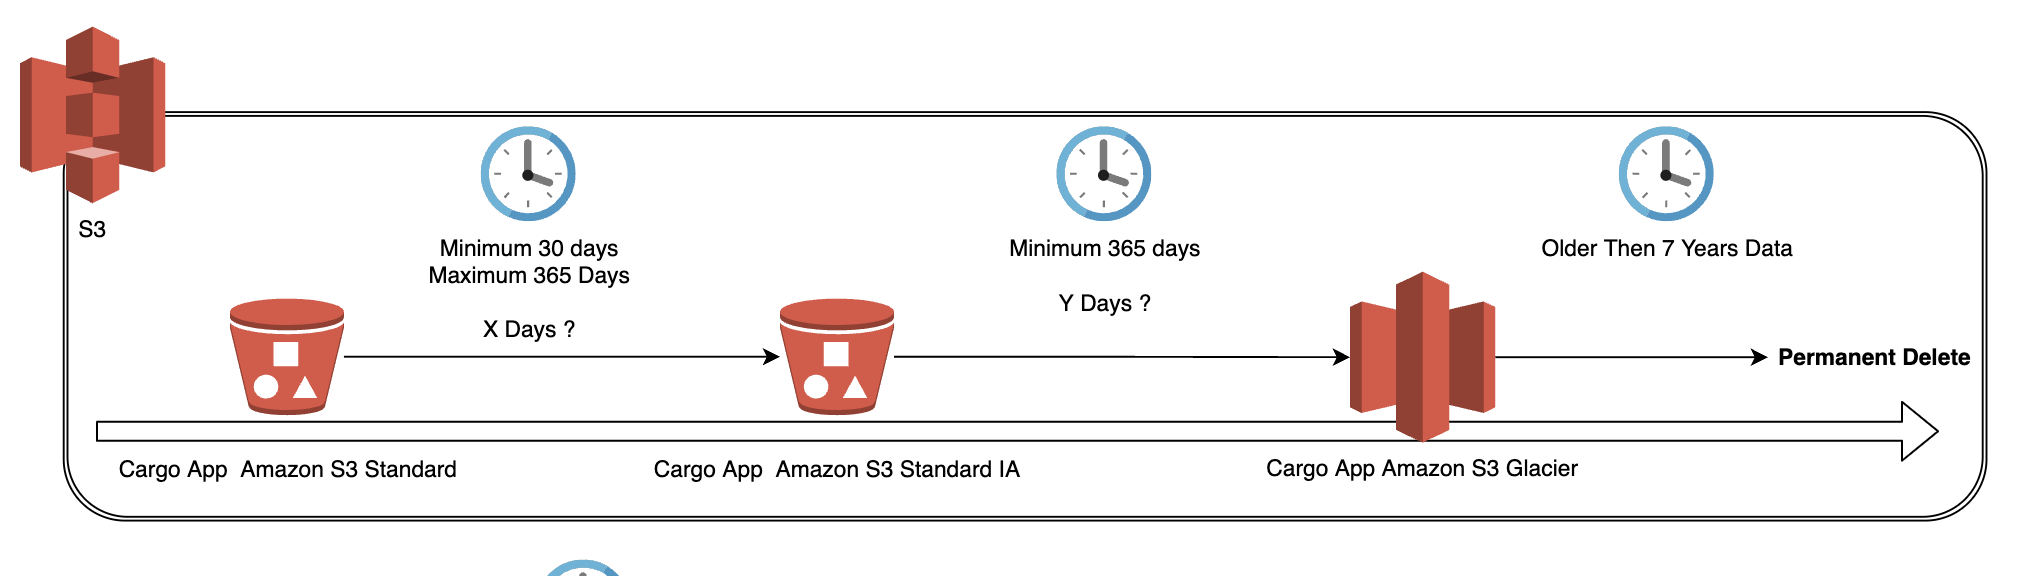 S3
Minimum 30 days
Maximum 365 Days
X Days ?
Minimum 365 days
Y Days ?
Older Then 7 Years Data
Permanent Delete
Cargo App  Amazon S3 Standard
Cargo App  Amazon S3 Standard IA
Cargo App Amazon S3 Glacier